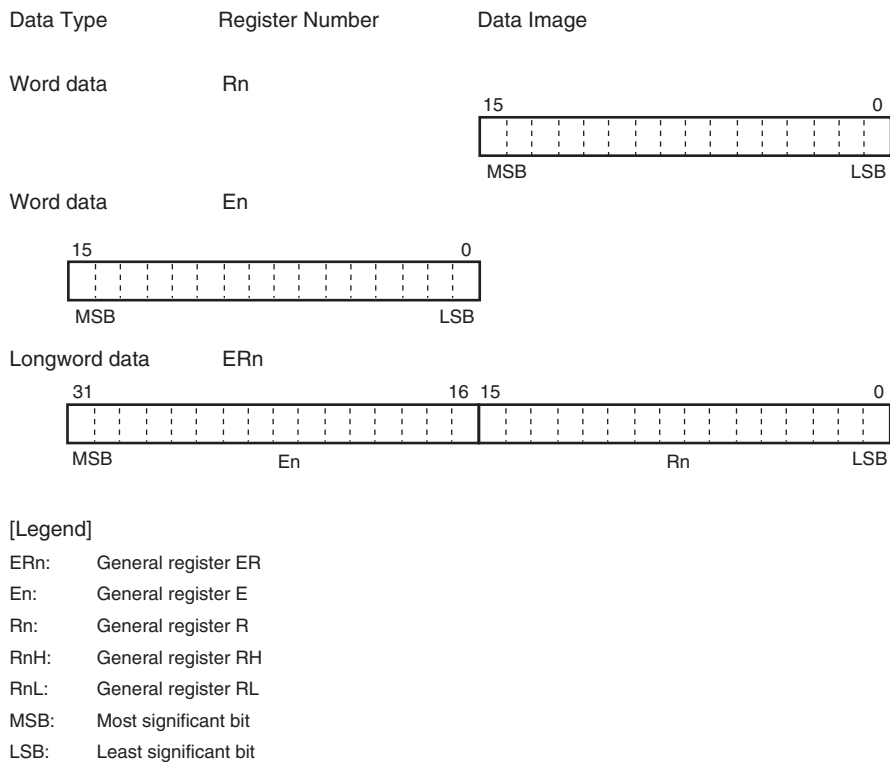 Data Type Register Number Data Image
Word data Rn
15 0
MSB LSB
Word data En
15 0
MSB LSB
Longword data ERn
31 16 15 0
MSB En Rn LSB
[Legend]
ERn: General register ER
En: General register E
Rn: General register R
RnH: General register RH
RnL: General register RL
MSB: Most significant bit
LSB: Least significant bit